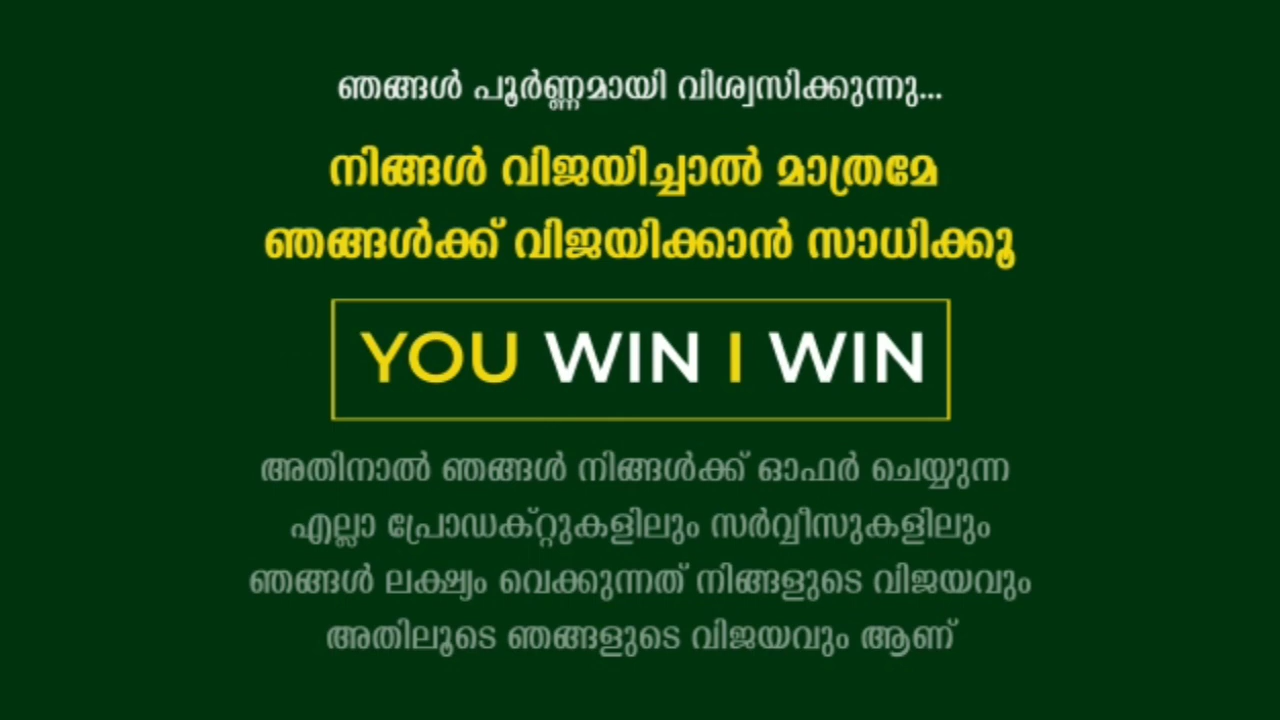 ഞങ്ങൾ പൂർണ്ണമായി വിശ്വസിക്കുന്നു...
നിങ്ങൾ വിജയിച്ചാൽ മാത്രമേ
ഞങ്ങൾക്ക് വിജയിക്കാൻ സാധിക്കൂ
YOU WIN I WIN
അതിനാൽ ഞങ്ങൾ നിങ്ങൾക്ക് ഓഫർ ചെയ്യുന്ന
എല്ലാ പ്രോഡക്റ്റുകളിലും സർവ്വീസുകളിലും
ഞങ്ങൾ ലക്ഷ്യം വെക്കുന്നത് നിങ്ങളുടെ വിജയവും
അതിലൂടെ ഞങ്ങളുടെ വിജയവും ആണ്